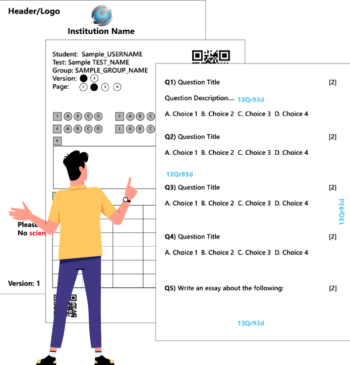 Header/Logo
Institution Name
Student: Sample_USERNAME
Test: Sample TEST_NAME
Group: SAMPLE_GROUP_NAME
Version: 2
Page: 1 3 4
1 A B C D 2 A B C
4 A B C D 5 A B C
Please
No scien
Version: 1
Q1) Question Title [2]
Question Description.... 13Qr93d
A. Choice 1 B. Choice 2 C. Choice 3 D. Choice 4
Q2) Question Title [2]
A. Choice 1 B. Choice 2 C. Choice 3 D. Choice 4
13Qr93d
Q3) Question Title [2]
A. Choice 1 B. Choice 2 C. Choice 3 D. Choice 4
13Qr93d
Q4) Question Title [2]
A. Choice 1 B. Choice 2 C. Choice 3 D. Choice 4
Q5) Write an essay about the following: [2]
13Qr93d